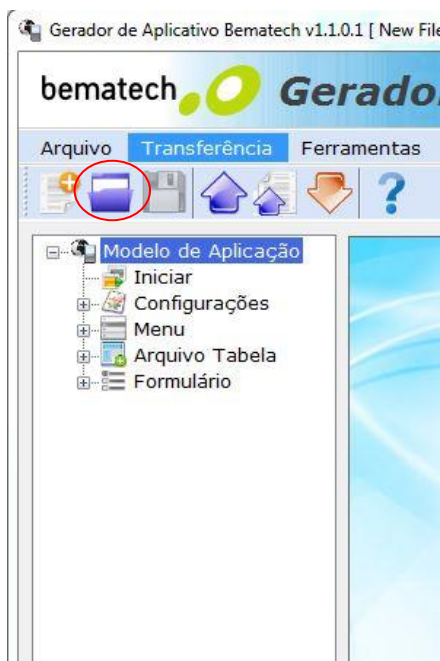 Gerador de Aplicativo Bematech v1.1.0.1 [ New File
bematech Gerador
Arquivo Transferência Ferramentas
?
Modelo de Aplicação
Iniciar
Configurações
Menu
Arquivo Tabela
Formulário